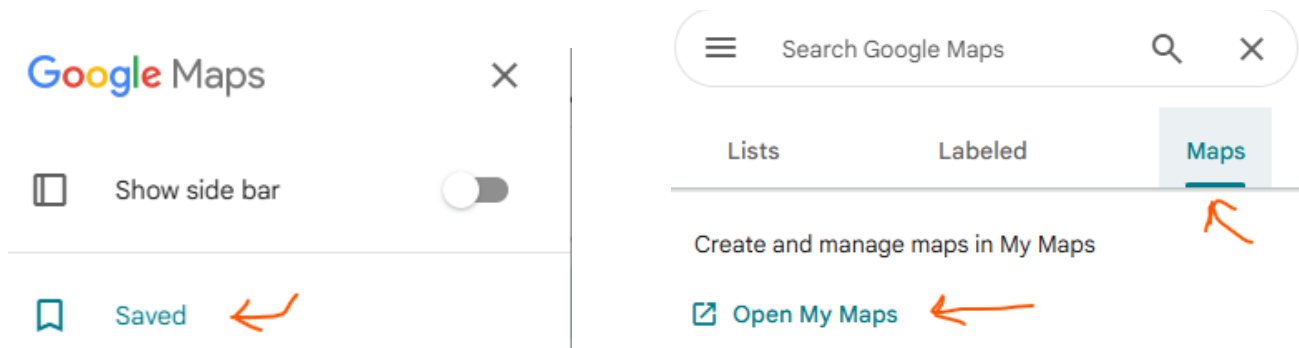 Google Maps
Show side bar
Saved
Search Google Maps
Lists Labeled Maps
Create and manage maps in My Maps
Open My Maps